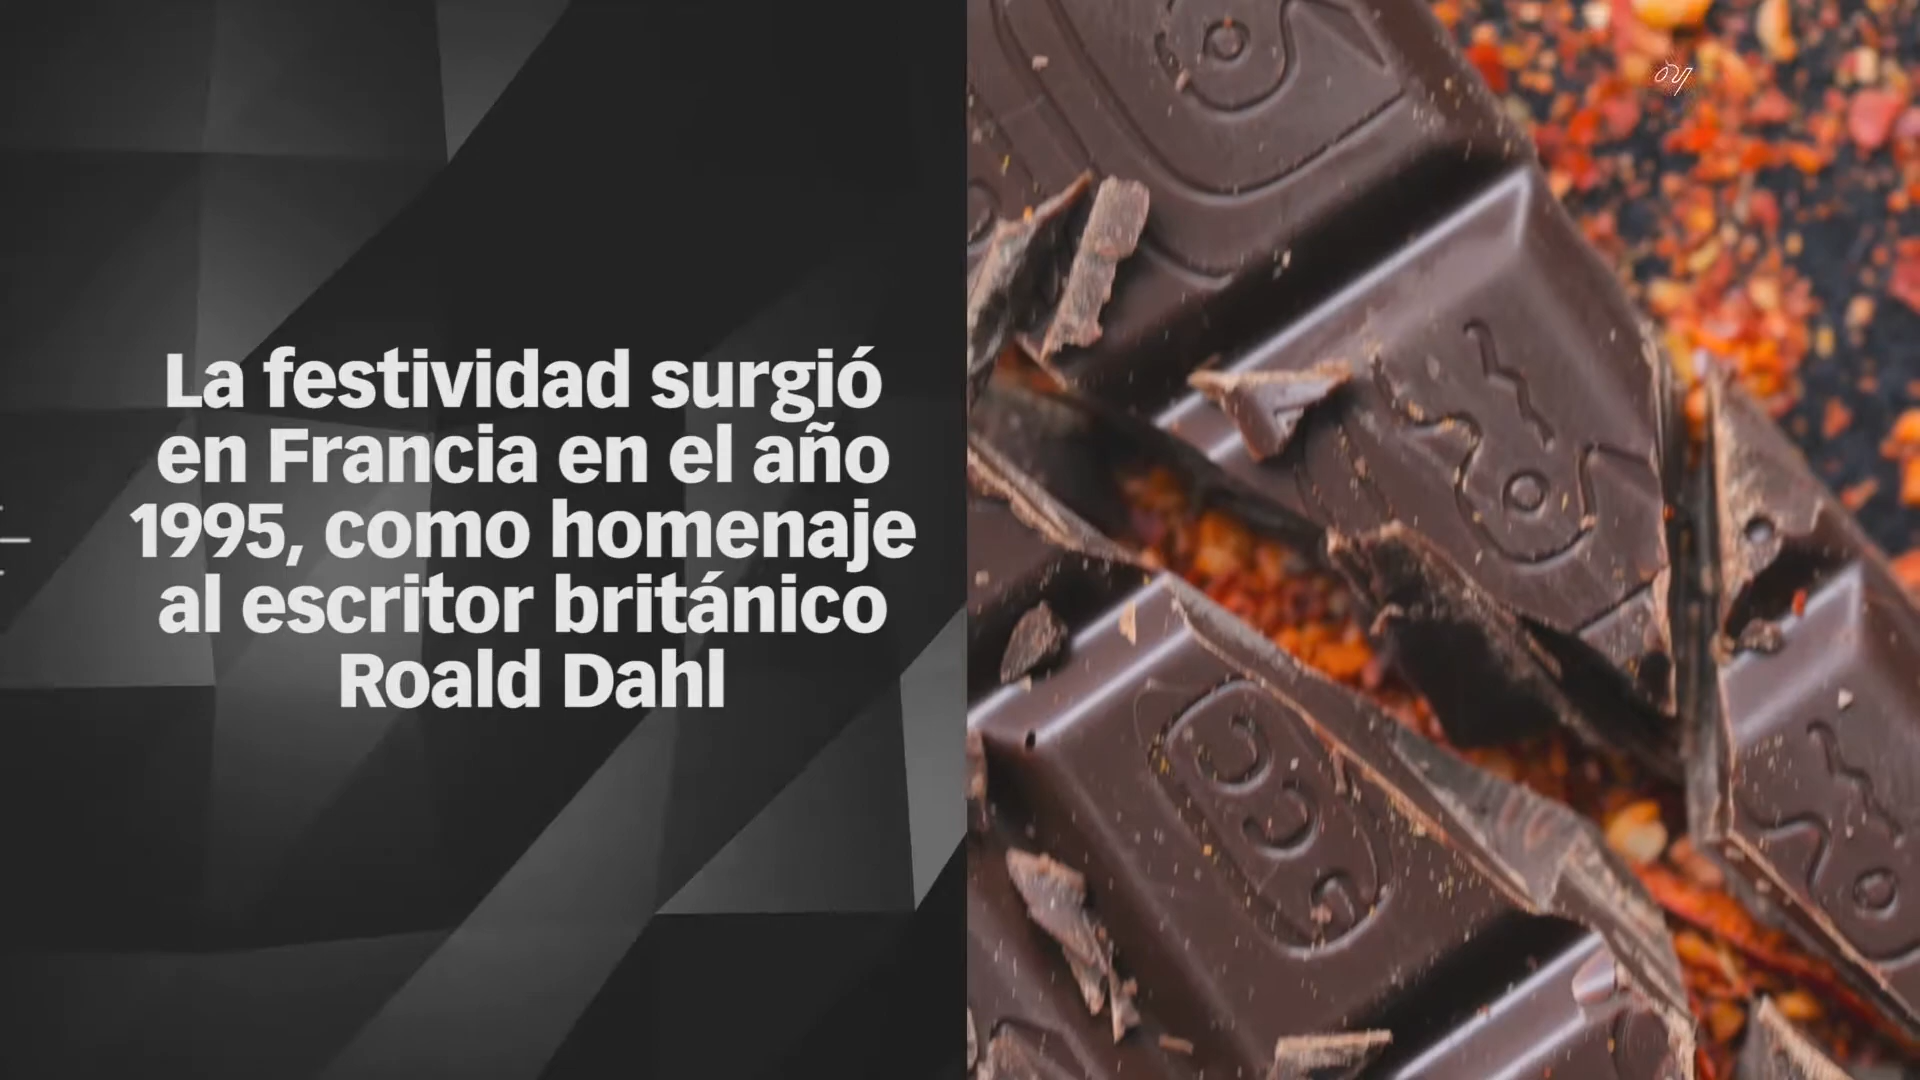 La festividad surgió
en Francia en el año
1995, como homenaje
al escritor británico
Roald Dahl